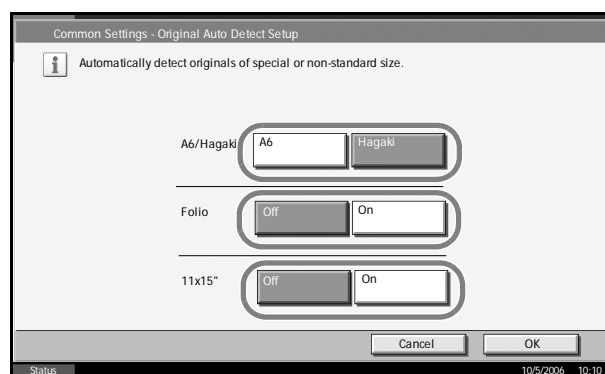 Common Settings - Original Auto Detect Setup
Automatically detect originals of special or non-standard size.
A6/Hagaki A6 Hagaki
Folio Off On
11x15" Off On
Cancel OK
Status 10/5/2006 10:10